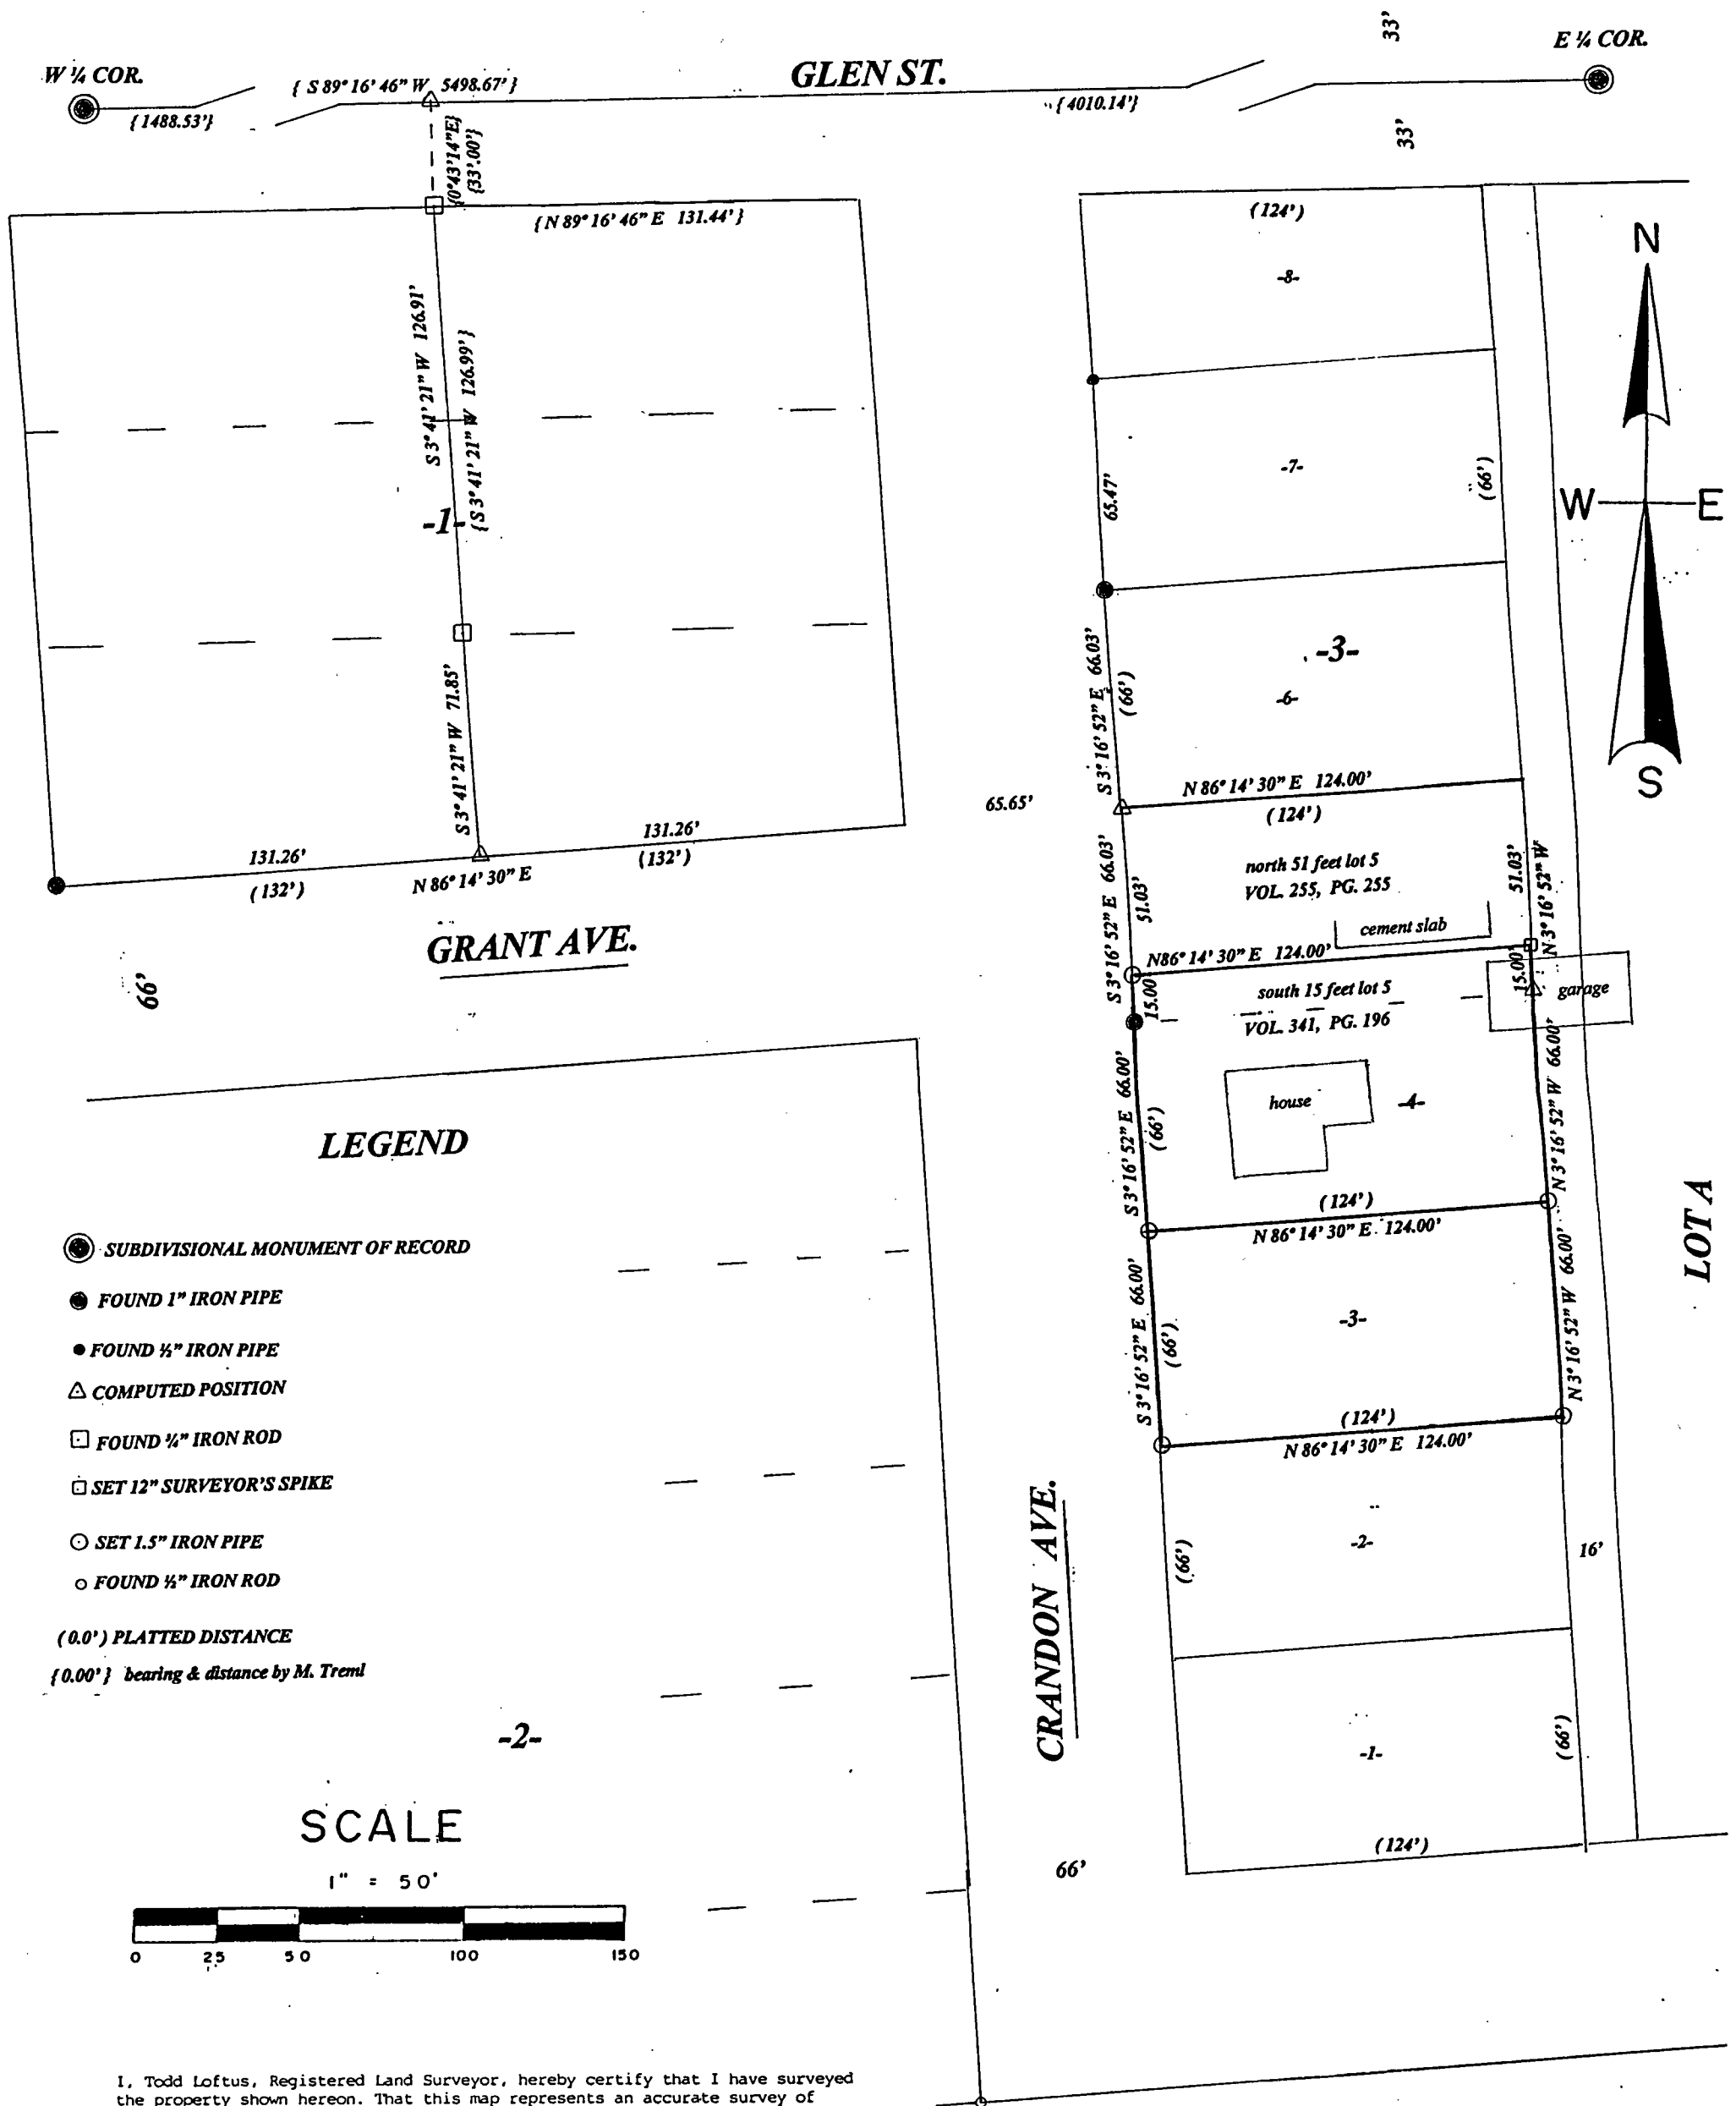 33'
E ¼ COR.
W ¼ COR.
{ S 89° 16' 46" W 5498.67' }
GLEN ST.
{ 1488.53'}
{ 4010.14'}
33'
{0°43'14"E}
{33'.00'}
{ N 89° 16' 46" E 131.44' }
(124')
-8-
N
S 3° 41' 21" W 126.91'
{S 3° 41' 21" W 126.99'}
-1-
65.47'
-7-
(66')
W
E
S
S 3° 16' 52" E 66.03'
(66')
-3-
-6-
S 3° 41' 21" W 71.85'
N 86° 14' 30" E 124.00'
(124')
65.65'
131.26'
(132')
131.26'
(132')
N 86° 14' 30" E
north 51 feet lot 5
VOL. 255, PG. 255
S 3° 16' 52" E 66.03'
51.03'
51.03'
N 3° 16' 52" W
cement slab
GRANT AVE.
66'
N86° 14' 30" E 124.00'
15.00'
15.00'
south 15 feet lot 5
VOL. 341, PG. 196
garage
S 3° 16' 52" E 66.00'
(66')
house
-4-
N 3° 16' 52" W 66.00'
(124')
N 86° 14' 30" E 124.00'
LOT A
S 3° 16' 52" E 66.00'
(66')
-3-
N 3° 16' 52" W 66.00'
(124')
N 86° 14' 30" E 124.00'
LEGEND
SUBDIVISIONAL MONUMENT OF RECORD
FOUND 1" IRON PIPE
FOUND ½" IRON PIPE
COMPUTED POSITION
FOUND ¾" IRON ROD
SET 12" SURVEYOR'S SPIKE
SET 1.5" IRON PIPE
FOUND ½" IRON ROD
( 0.0' ) PLATTED DISTANCE
{ 0.00' } bearing & distance by M. Treml
CRANDON AVE.
(66')
-2-
16'
-2-
-1-
(66')
(124')
66'
SCALE
1" = 50'
0 25 50 100 150
I, Todd Loftus, Registered Land Surveyor, hereby certify that I have surveyed
the property shown hereon. That this map represents an accurate survey of